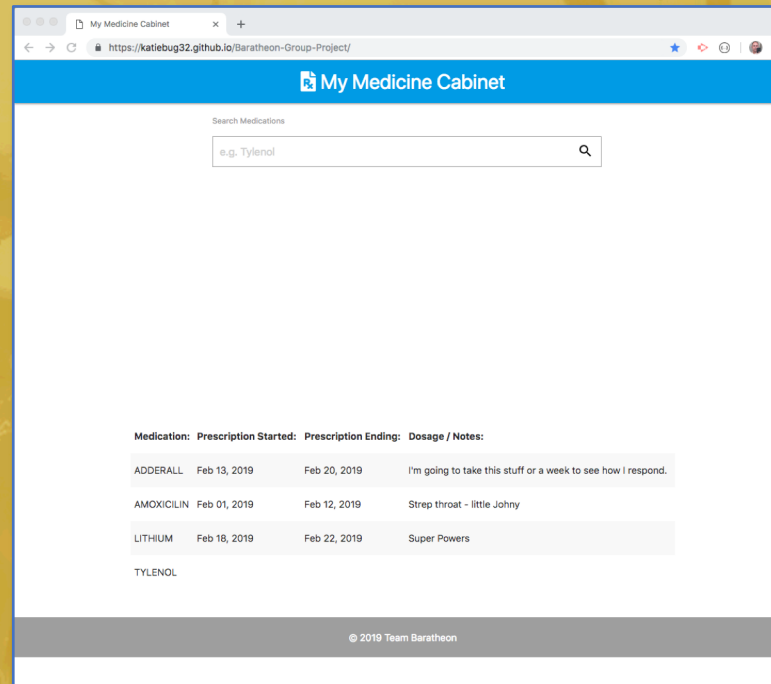 My Medicine Cabinet
https://katiebug32.github.io/Baratheon-Group-Project/
Rx My Medicine Cabinet
Search Medications
e.g. Tylenol
Medication: Prescription Started: Prescription Ending: Dosage / Notes:
ADDERALL Feb 13, 2019 Feb 20, 2019 I'm going to take this stuff or a week to see how I respond.
AMOXICILIN Feb 01, 2019 Feb 12, 2019 Strep throat - little Johny
LITHIUM Feb 18, 2019 Feb 22, 2019 Super Powers
TYLENOL
© 2019 Team Baratheon